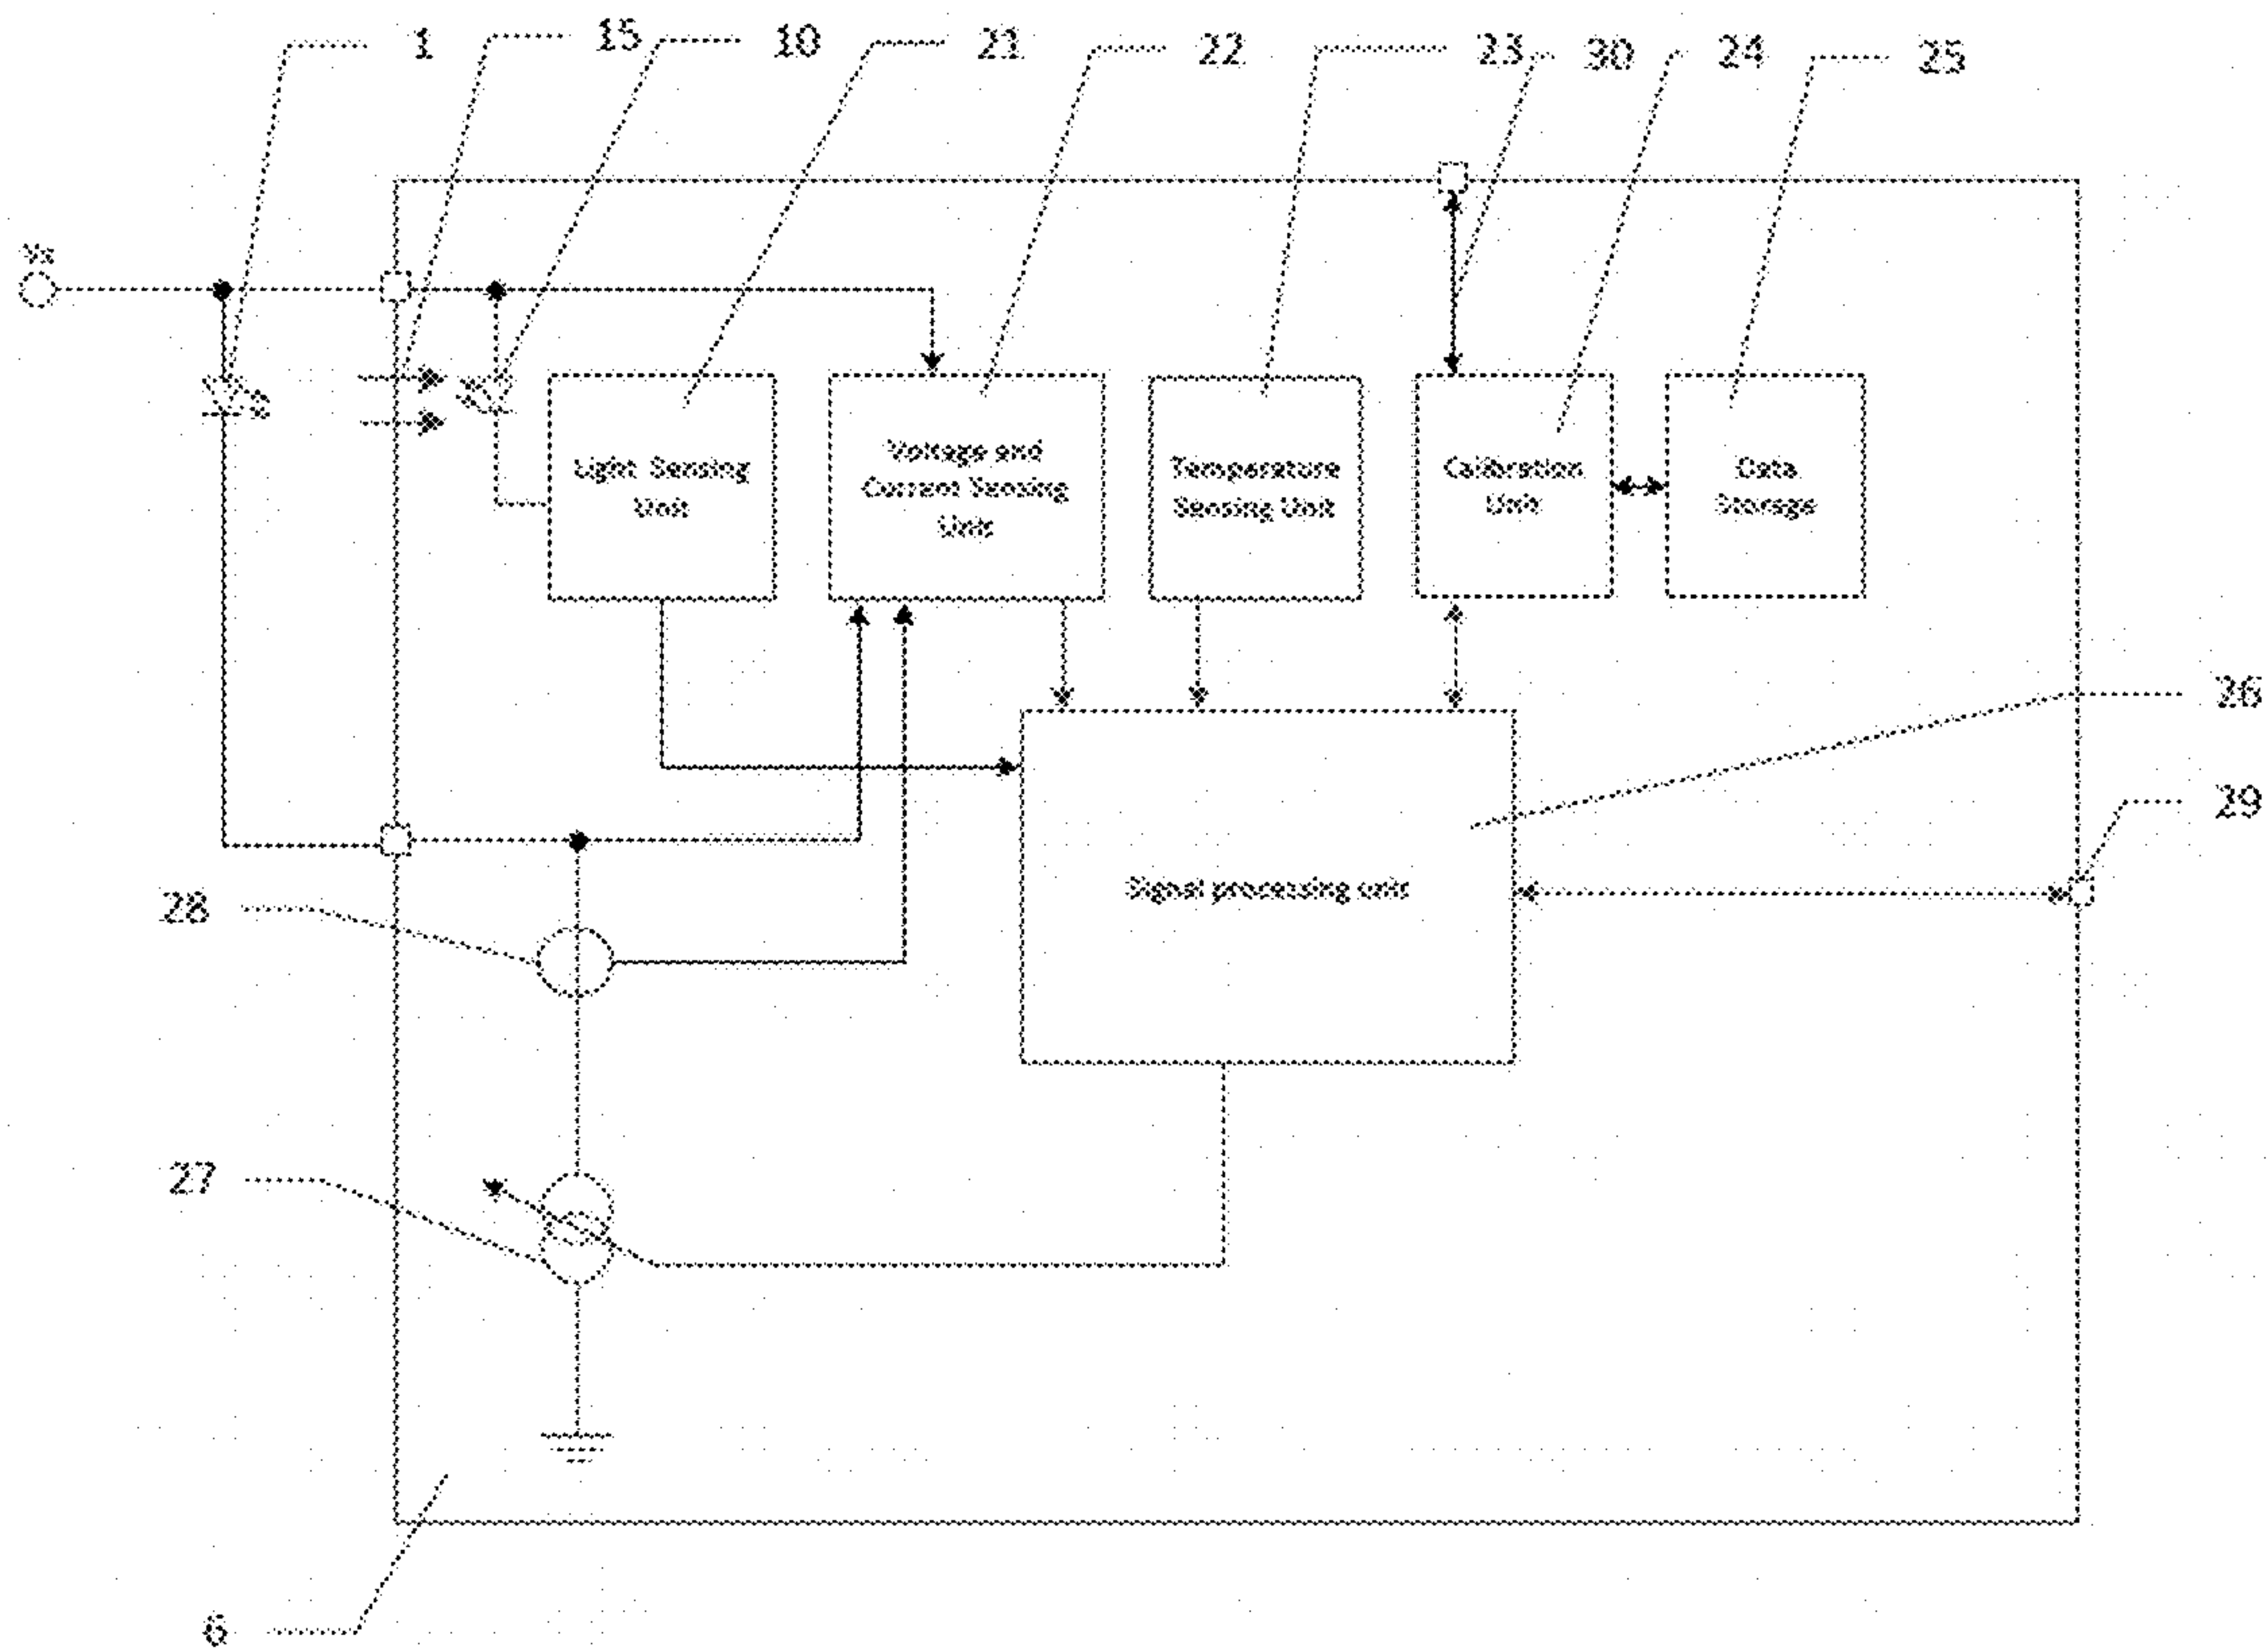 1 15 10 21 22 23 30 24 25
Light Sensing
Unit
Voltage and
Current Sensing
Unit
Temperature
Sensing Unit
Calibration
Unit
Data
Storage
26
29
Signal processing unit
28
27
6